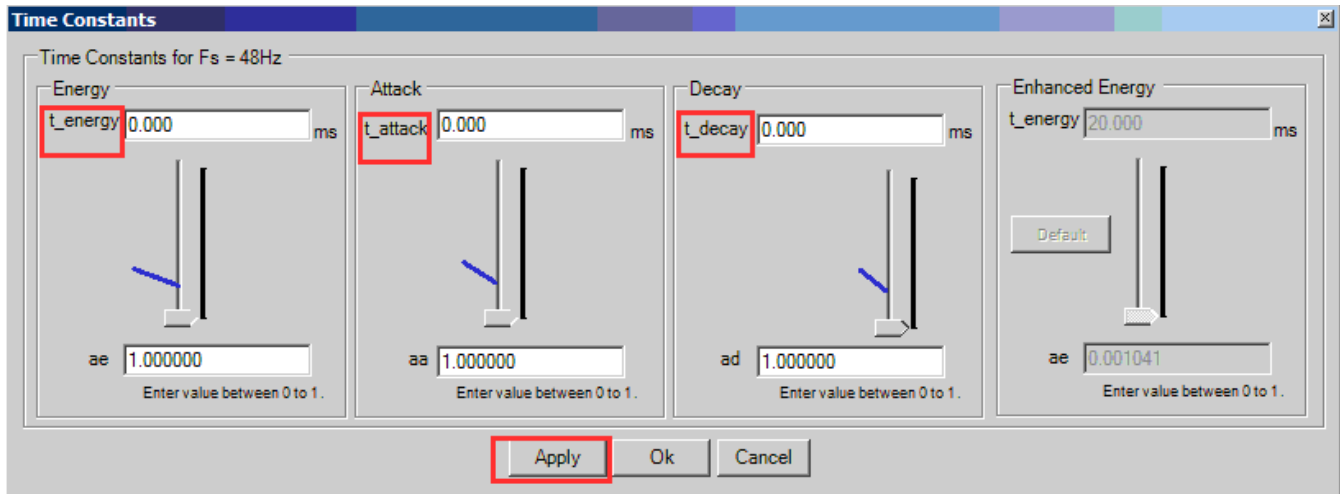 Time Constants
Time Constants for Fs = 48Hz
Energy
t_energy 0.000 ms
ae 1.000000
Enter value between 0 to 1.
Attack
t_attack 0.000 ms
aa 1.000000
Enter value between 0 to 1.
Decay
t_decay 0.000 ms
ad 1.000000
Enter value between 0 to 1.
Enhanced Energy
t_energy 20.000 ms
Default
ae 0.001041
Enter value between 0 to 1.
Apply Ok Cancel